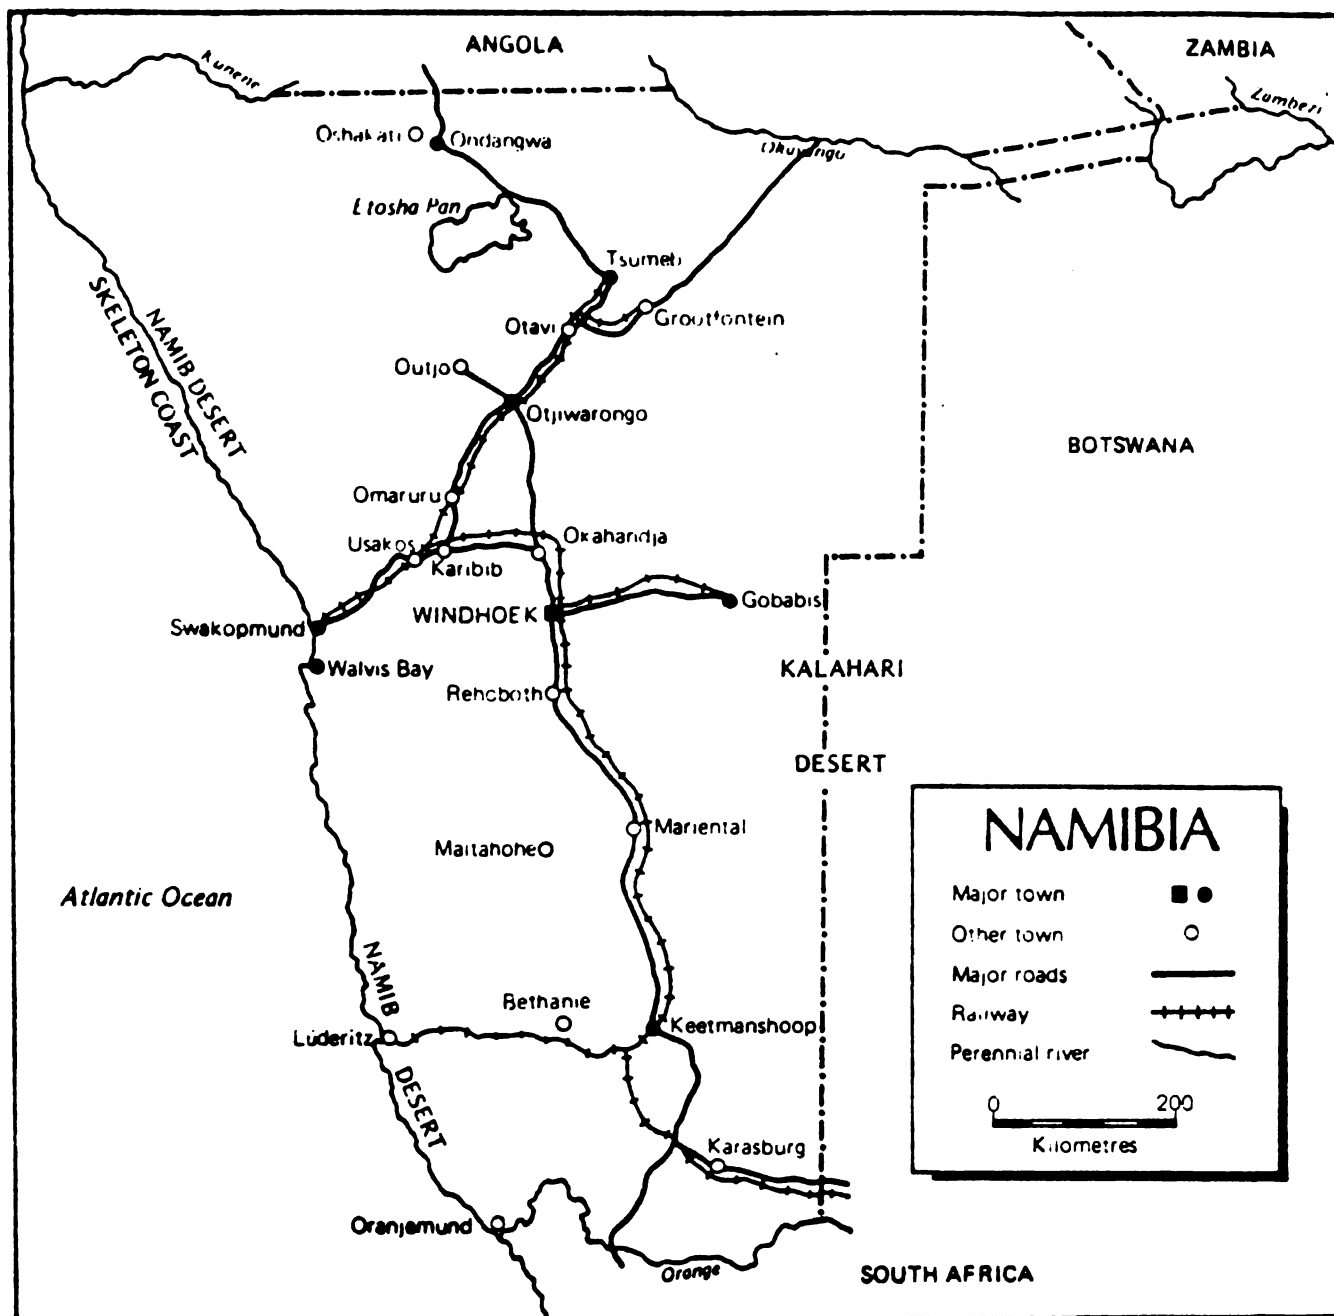 ANGOLA
ZAMBIA
Kunene
Zambezi
Oshakati
Ondangwa
Okavango
Etosha Pan
Tsumeb
SKELETON COAST
NAMIB DESERT
Grootfontein
Otavi
Outjo
Otjiwarongo
BOTSWANA
Omaruru
Usakos
Okahandja
Karibib
WINDHOEK
Gobabis
Swakopmund
Walvis Bay
KALAHARI
Rehoboth
DESERT
NAMIBIA
Mariental
Maltahohe
Major town
Atlantic Ocean
Other town
Major roads
NAMIB
Bethanie
Railway
Keetmanshoop
Lüderitz
Perennial river
DESERT
0 200
Kilometres
Karasburg
Oranjemund
Orange
SOUTH AFRICA